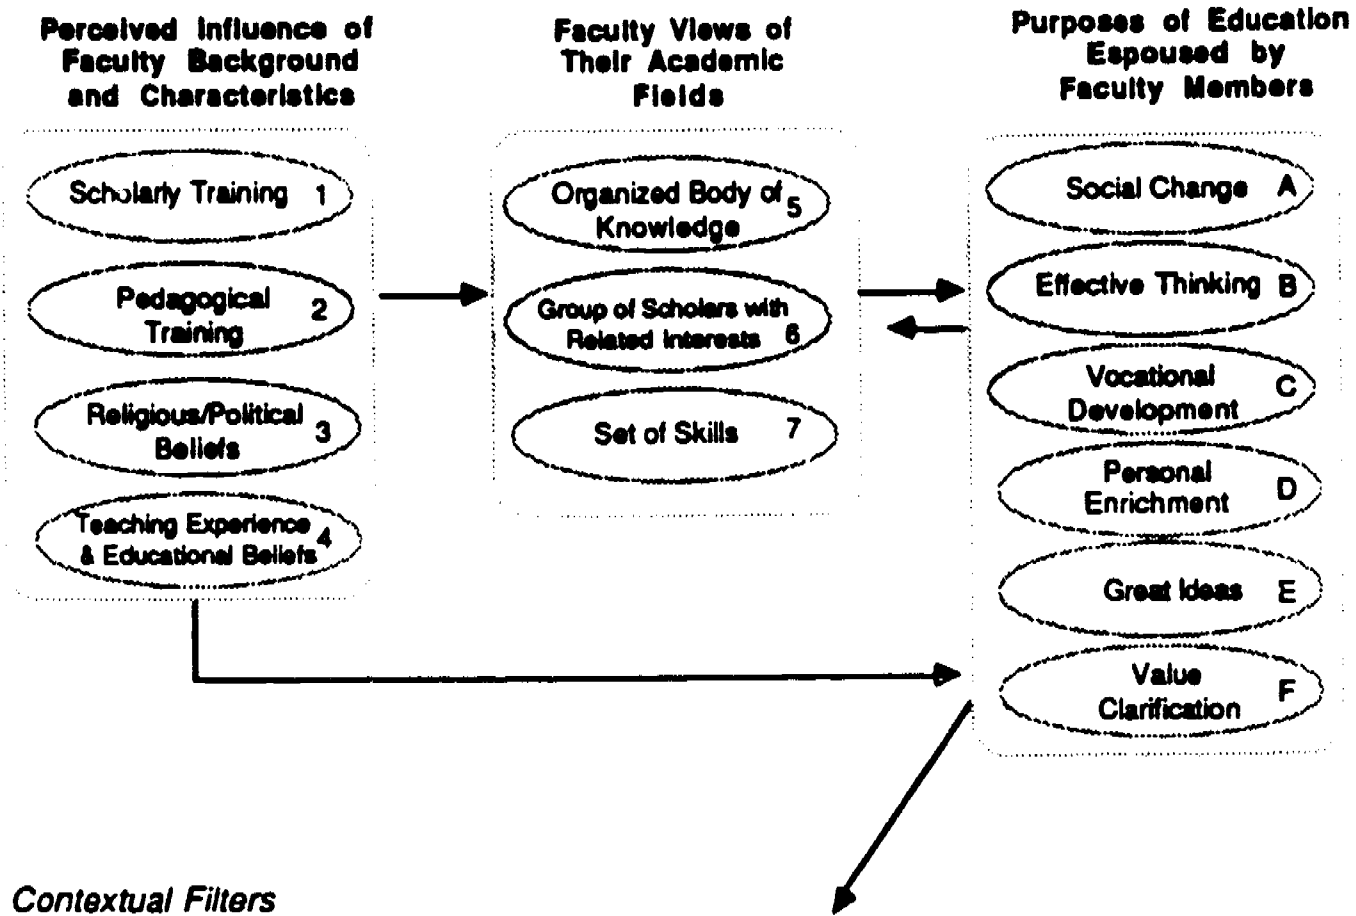 Perceived Influence of
Faculty Background
and Characteristics
Scholarly Training 1
Pedagogical
Training 2
Religious/Political
Beliefs 3
Teaching Experience
& Educational Beliefs 4
Faculty Views of
Their Academic
Fields
Organized Body of
Knowledge 5
Group of Scholars with
Related Interests 6
Set of Skills 7
Purposes of Education
Espoused by
Faculty Members
Social Change A
Effective Thinking B
Vocational
Development C
Personal
Enrichment D
Great Ideas E
Value
Clarification F
Contextual Filters